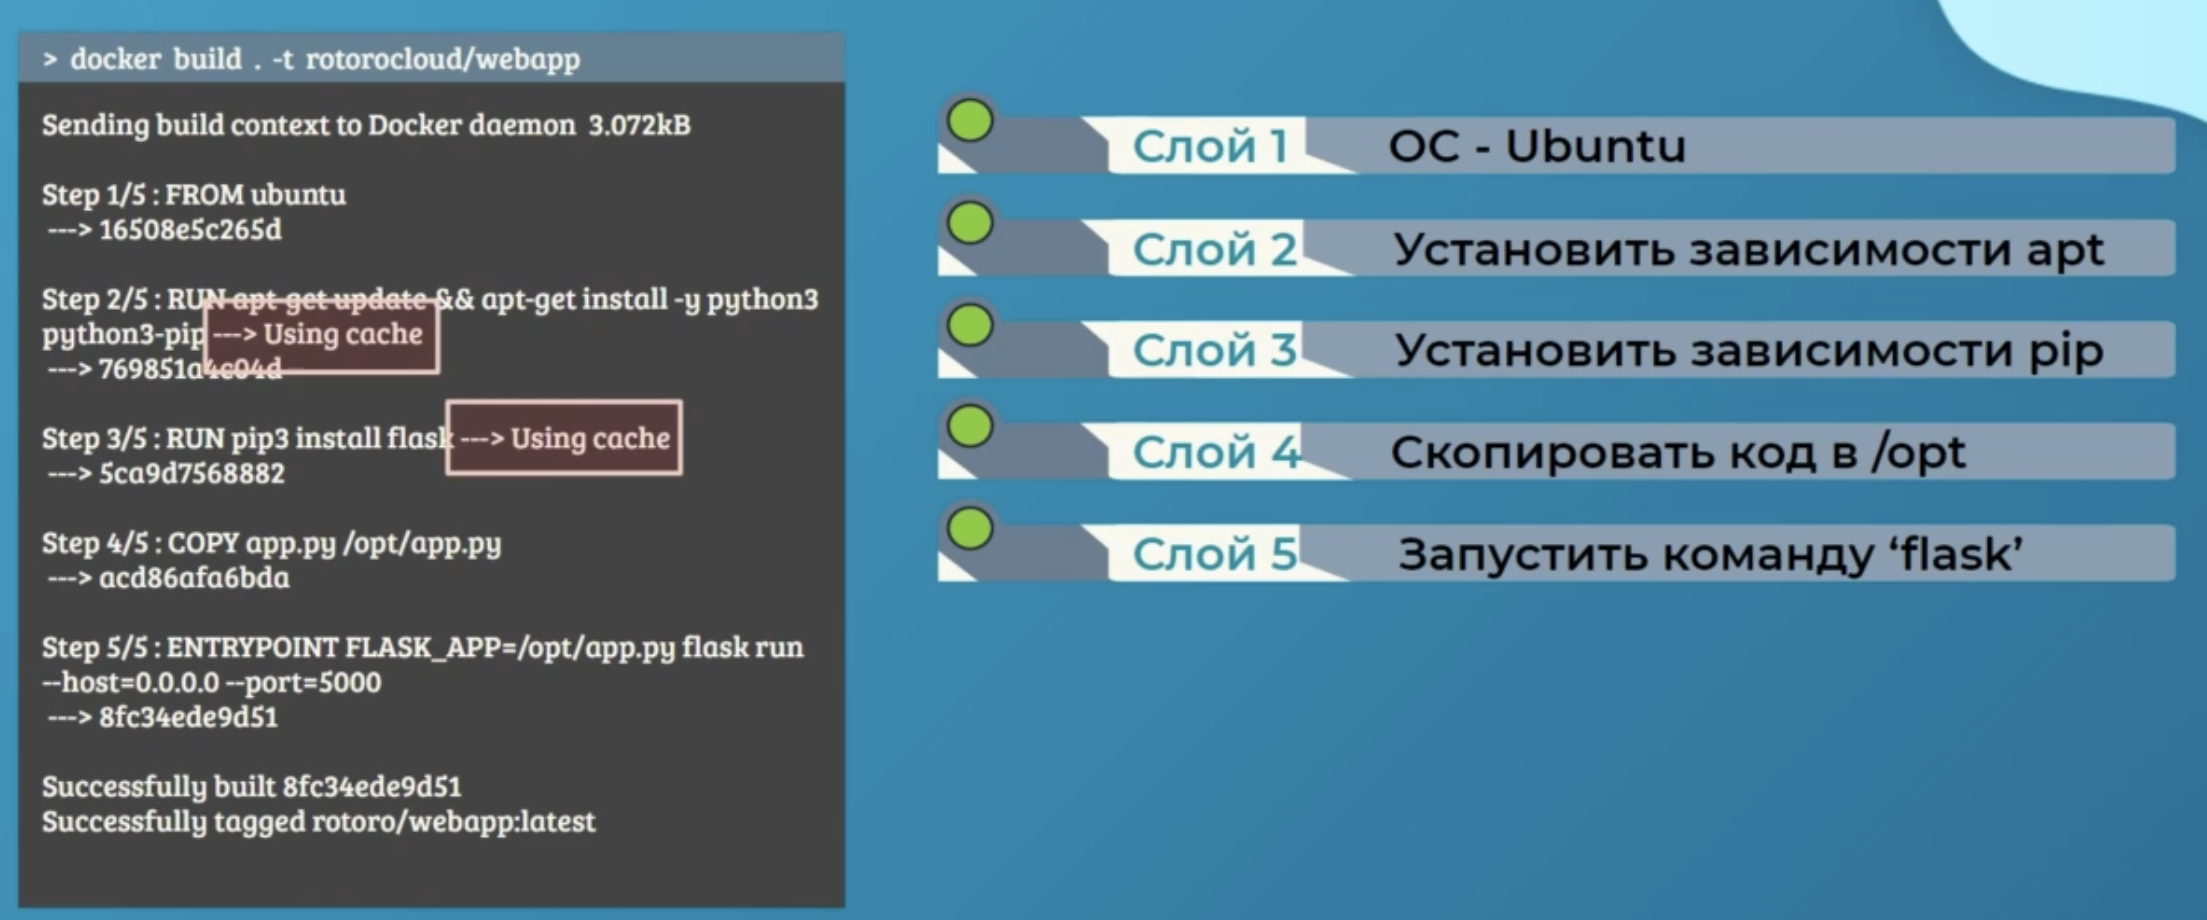 > docker build . -t rotorocloud/webapp
Sending build context to Docker daemon 3.072kB
Step 1/5 : FROM ubuntu
---> 16508e5c265d
Step 2/5 : RUN apt-get update && apt-get install -y python3
python3-pip ---> Using cache
---> 769851a4c04d
Step 3/5 : RUN pip3 install flask ---> Using cache
---> 5ca9d7568882
Step 4/5 : COPY app.py /opt/app.py
---> acd86afa6bda
Step 5/5 : ENTRYPOINT FLASK_APP=/opt/app.py flask run
--host=0.0.0.0 --port=5000
---> 8fc34ede9d51
Successfully built 8fc34ede9d51
Successfully tagged rotoro/webapp:latest
Слой 1 ОС - Ubuntu
Слой 2 Установить зависимости apt
Слой 3 Установить зависимости pip
Слой 4 Скопировать код в /opt
Слой 5 Запустить команду ‘flask’